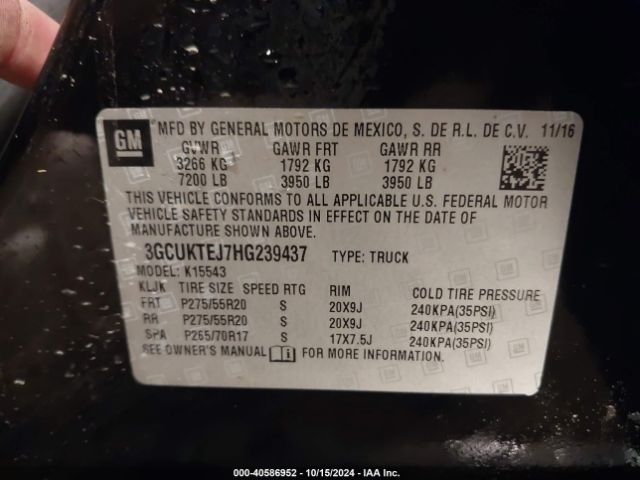 GM
MFD BY GENERAL MOTORS DE MEXICO, S. DE R.L. DE C.V. 11/16
GVWR GAWR FRT GAWR RR
3266 KG 1792 KG 1792 KG
7200 LB 3950 LB 3950 LB
THIS VEHICLE CONFORMS TO ALL APPLICABLE U.S. FEDERAL MOTOR
VEHICLE SAFETY STANDARDS IN EFFECT ON THE DATE OF
MANUFACTURE SHOWN ABOVE.
3GCUKTEJ7HG239437 TYPE: TRUCK
MODEL: K15543
KLJK TIRE SIZE SPEED RTG RIM COLD TIRE PRESSURE
FRT P275/55R20 S 20X9J 240KPA(35PSI)
RR P275/55R20 S 20X9J 240KPA(35PSI)
SPA P265/70R17 S 17X7.5J 240KPA(35PSI)
SEE OWNER'S MANUAL FOR MORE INFORMATION.
000-40586952 - 10/15/2024 - IAA Inc.